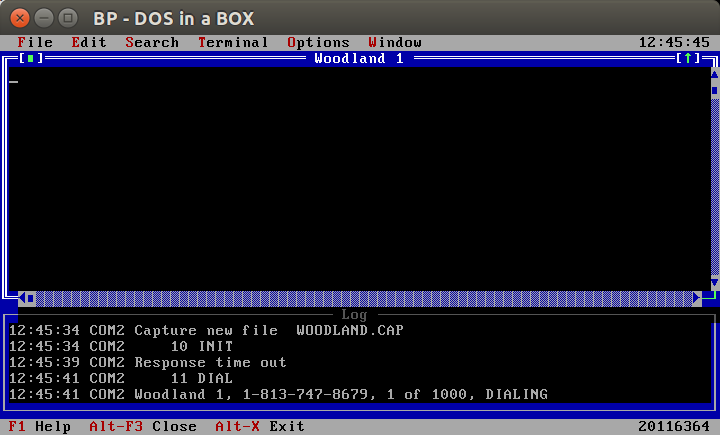 BP - DOS in a BOX
File Edit Search Terminal Options Window 12:45:45
[■] Woodland 1 [↑]
Log
12:45:34 COM2 Capture new file  WOODLAND.CAP
12:45:34 COM2     10 INIT
12:45:39 COM2 Response time out
12:45:41 COM2     11 DIAL
12:45:41 COM2 Woodland 1, 1-813-747-8679, 1 of 1000, DIALING
F1 Help  Alt-F3 Close  Alt-X Exit 20116364